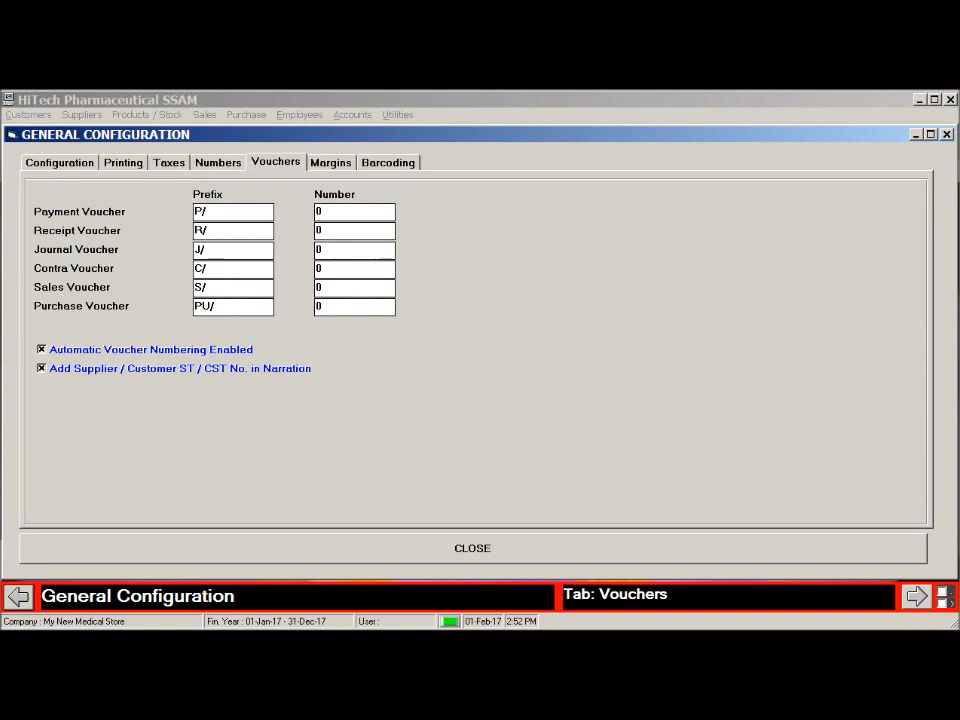 HiTech Pharmaceutical SSAM
Customers Suppliers Products / Stock Sales Purchase Employees Accounts Utilities
GENERAL CONFIGURATION
Configuration Printing Taxes Numbers Vouchers Margins Barcoding
Prefix Number
Payment Voucher P/ 0
Receipt Voucher R/ 0
Journal Voucher J/ 0
Contra Voucher C/ 0
Sales Voucher S/ 0
Purchase Voucher PU/ 0
Automatic Voucher Numbering Enabled
Add Supplier / Customer ST / CST No. in Narration
CLOSE
General Configuration Tab: Vouchers
Company : My New Medical Store Fin. Year : 01-Jan-17 - 31-Dec-17 User : 01-Feb-17 2:52 PM